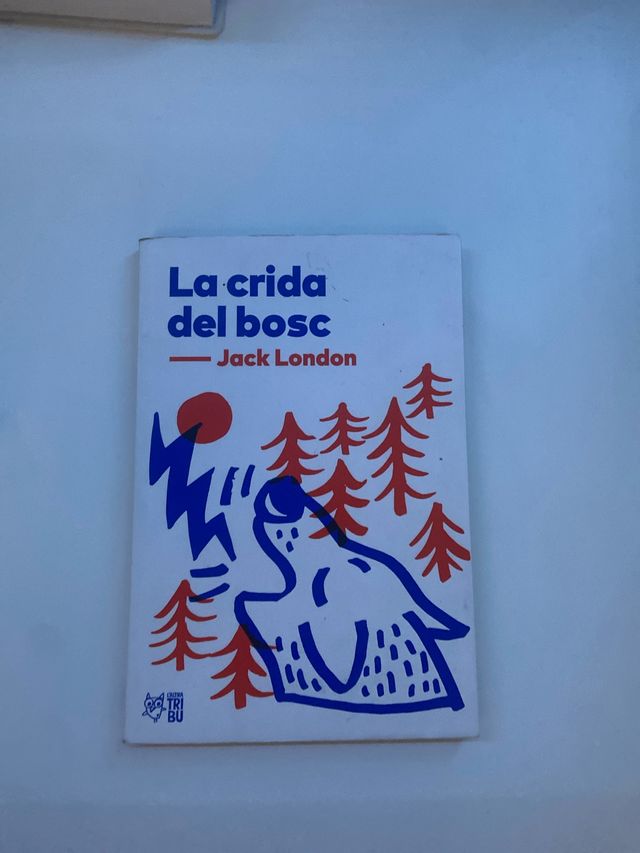 La crida
del bosc
Jack London
L'ALTRA
TRI
BU